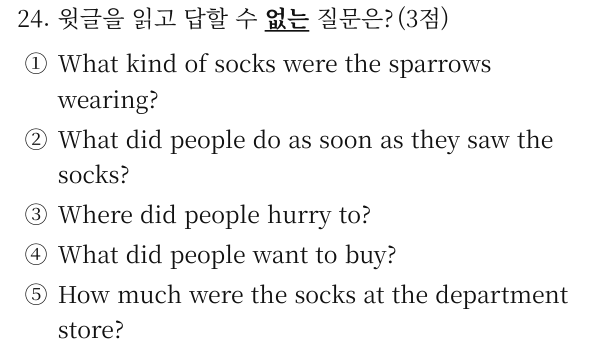 24. 윗글을 읽고 답할 수 없는 질문은?(3점)
① What kind of socks were the sparrows
wearing?
② What did people do as soon as they saw the
socks?
③ Where did people hurry to?
④ What did people want to buy?
⑤ How much were the socks at the department
store?